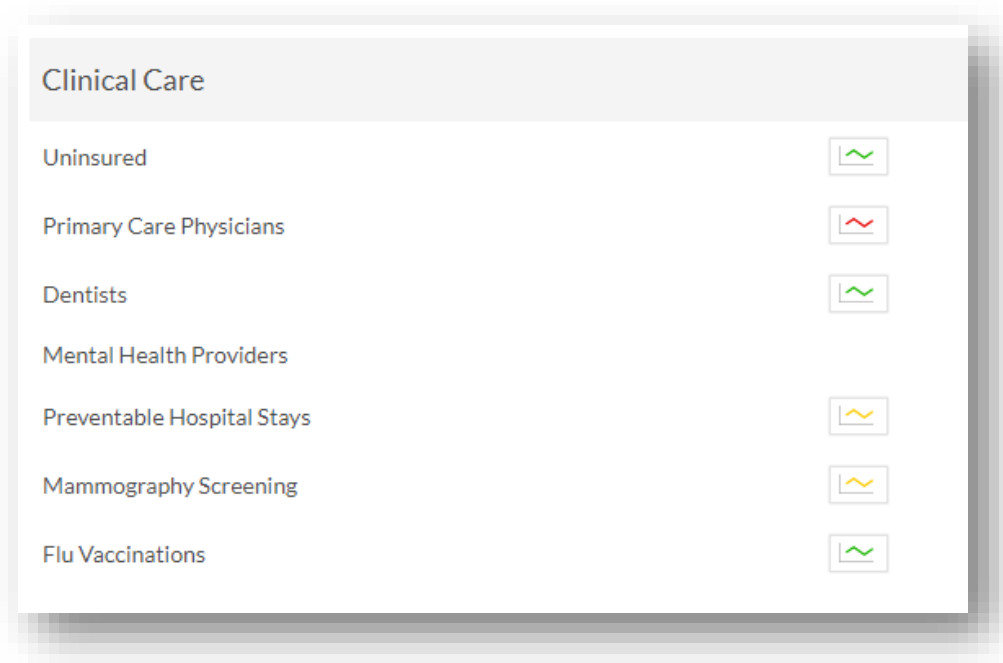 Clinical Care
Uninsured
Primary Care Physicians
Dentists
Mental Health Providers
Preventable Hospital Stays
Mammography Screening
Flu Vaccinations